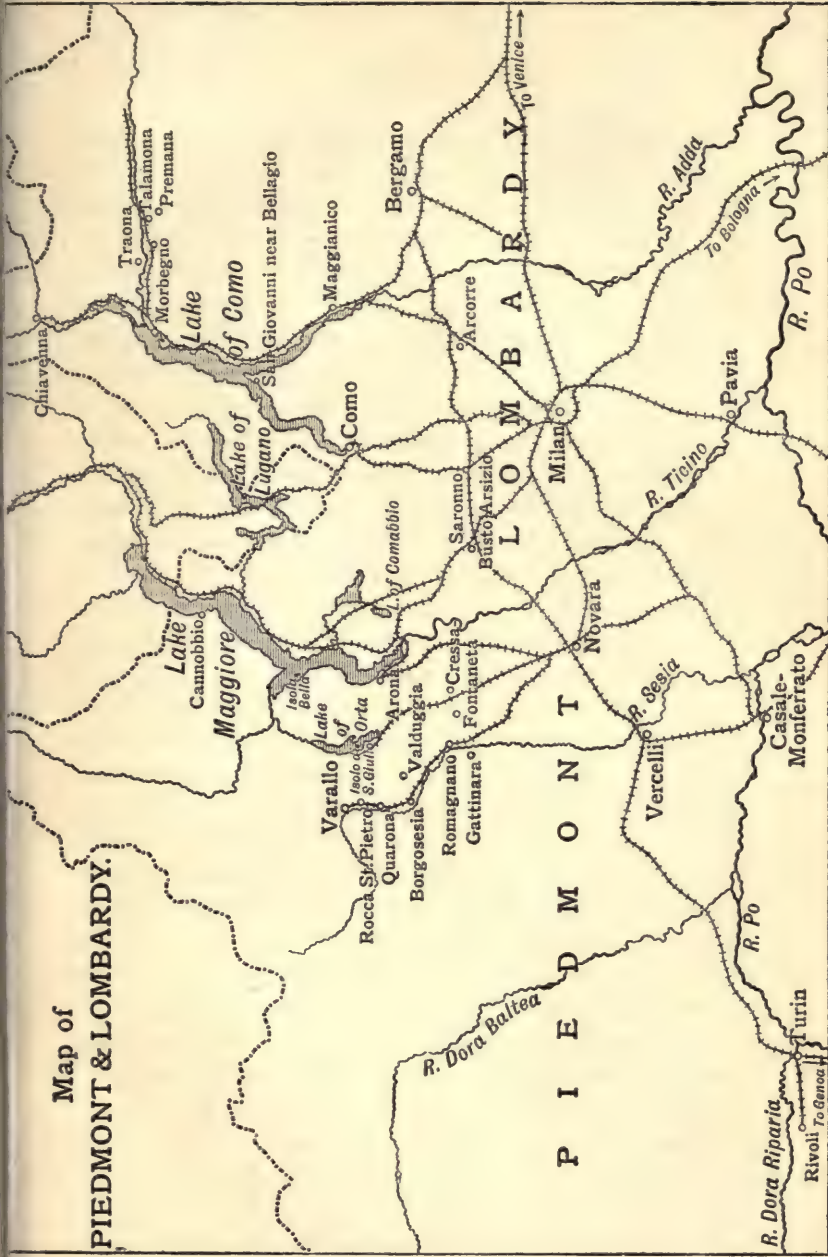 Map of
PIEDMONT & LOMBARDY.
Chiavenna
Traona
Talamona
Morbegno
Premana
Lake
of Como
San Giovanni near Bellagio
Maggianico
Bergamo
Lake of
Lugano
Como
Lake
Cannobbio
Maggiore
Isola
Bella
L. of Comabbio
Lake
of
Orta
Isola di
S. Giulio
Arona
Varallo
Rocca St. Pietro
Quarona
Borgosesia
Valduggia
Cressa
Fontaneta
Romagnano
Gattinara
Saronno
Busto Arsizio
Arcorre
LOMBARDY
To Venice
R. Adda
To Bologna
Milan
Novara
R. Ticino
Pavia
R. Po
PIEDMONT
R. Sesia
Vercelli
Casale-
Monferrato
R. Dora Baltea
R. Po
Turin
R. Dora Riparia
Rivoli
To Genoa